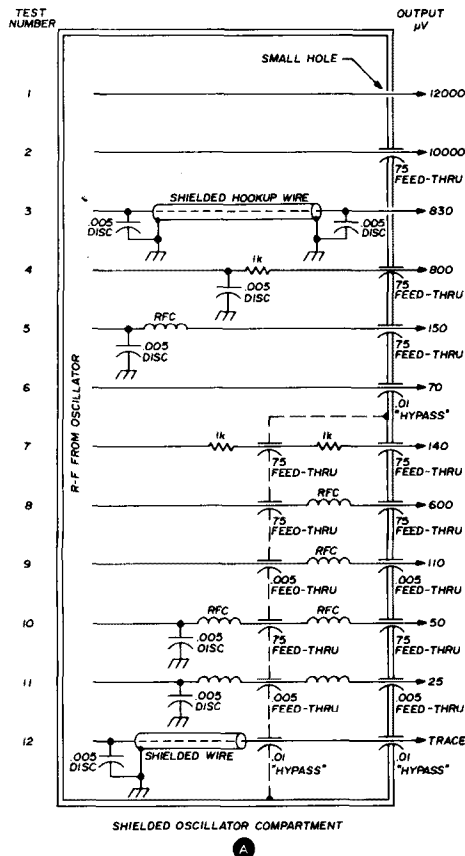 TEST NUMBER
OUTPUT µV
SMALL HOLE
R-F FROM OSCILLATOR
1
12000
2
10000
75 FEED-THRU
3
SHIELDED HOOKUP WIRE
830
.005 DISC
.005 DISC
4
1k
800
.005 DISC
75 FEED-THRU
5
RFC
150
.005 DISC
75 FEED-THRU
6
70
.01 "HYPASS"
7
1k
1k
140
75 FEED-THRU
75 FEED-THRU
8
RFC
600
75 FEED-THRU
75 FEED-THRU
9
RFC
110
.005 FEED-THRU
.005 FEED-THRU
10
RFC
RFC
50
.005 DISC
75 FEED-THRU
75 FEED-THRU
11
25
.005 DISC
.005 FEED-THRU
.005 FEED-THRU
12
TRACE
.005 DISC
SHIELDED WIRE
.01 "HYPASS"
.01 "HYPASS"
SHIELDED OSCILLATOR COMPARTMENT
A